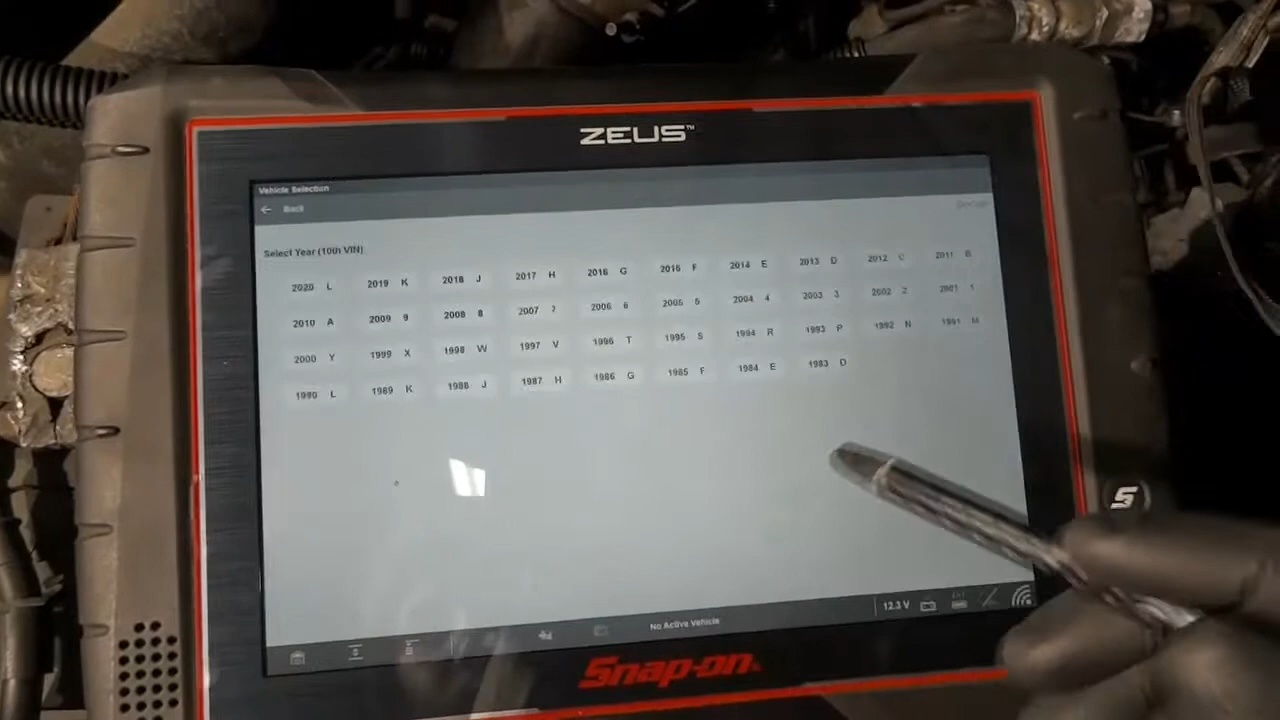 ZEUS™
Vehicle Selection
← Back
Select Year (10th VIN)
2020 L 2019 K 2018 J 2017 H 2016 G 2015 F 2014 E 2013 D 2012 C 2011 B
2010 A 2009 9 2008 8 2007 7 2006 6 2005 5 2004 4 2003 3 2002 2 2001 1
2000 Y 1999 X 1998 W 1997 V 1996 T 1995 S 1994 R 1993 P 1992 N 1991 M
1990 L 1989 K 1988 J 1987 H 1986 G 1985 F 1984 E 1983 D
12.3 V
No Active Vehicle
Snap-on
S